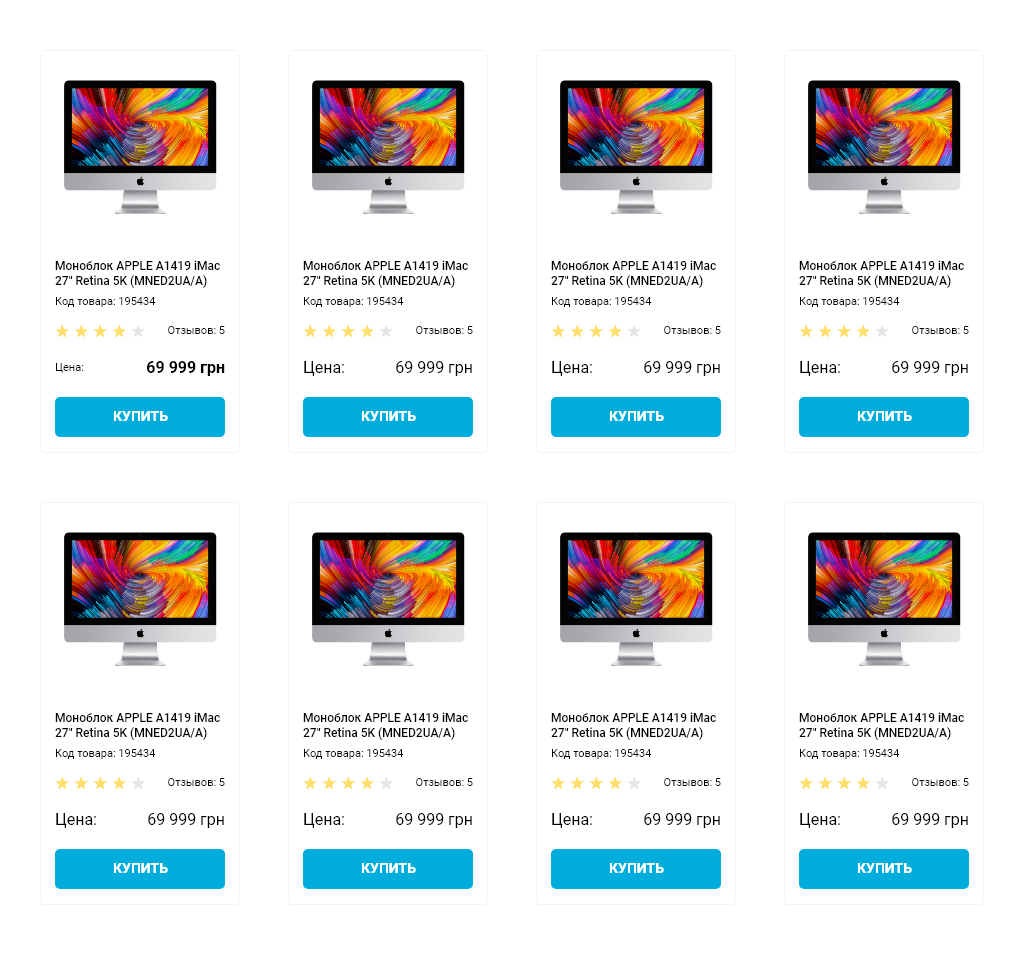 Моноблок APPLE A1419 iMac
27" Retina 5K (MNED2UA/A)
Код товара: 195434
Отзывов: 5
Цена: 69 999 грн
КУПИТЬ
Моноблок APPLE A1419 iMac
27" Retina 5K (MNED2UA/A)
Код товара: 195434
Отзывов: 5
Цена: 69 999 грн
КУПИТЬ
Моноблок APPLE A1419 iMac
27" Retina 5K (MNED2UA/A)
Код товара: 195434
Отзывов: 5
Цена: 69 999 грн
КУПИТЬ
Моноблок APPLE A1419 iMac
27" Retina 5K (MNED2UA/A)
Код товара: 195434
Отзывов: 5
Цена: 69 999 грн
КУПИТЬ
Моноблок APPLE A1419 iMac
27" Retina 5K (MNED2UA/A)
Код товара: 195434
Отзывов: 5
Цена: 69 999 грн
КУПИТЬ
Моноблок APPLE A1419 iMac
27" Retina 5K (MNED2UA/A)
Код товара: 195434
Отзывов: 5
Цена: 69 999 грн
КУПИТЬ
Моноблок APPLE A1419 iMac
27" Retina 5K (MNED2UA/A)
Код товара: 195434
Отзывов: 5
Цена: 69 999 грн
КУПИТЬ
Моноблок APPLE A1419 iMac
27" Retina 5K (MNED2UA/A)
Код товара: 195434
Отзывов: 5
Цена: 69 999 грн
КУПИТЬ